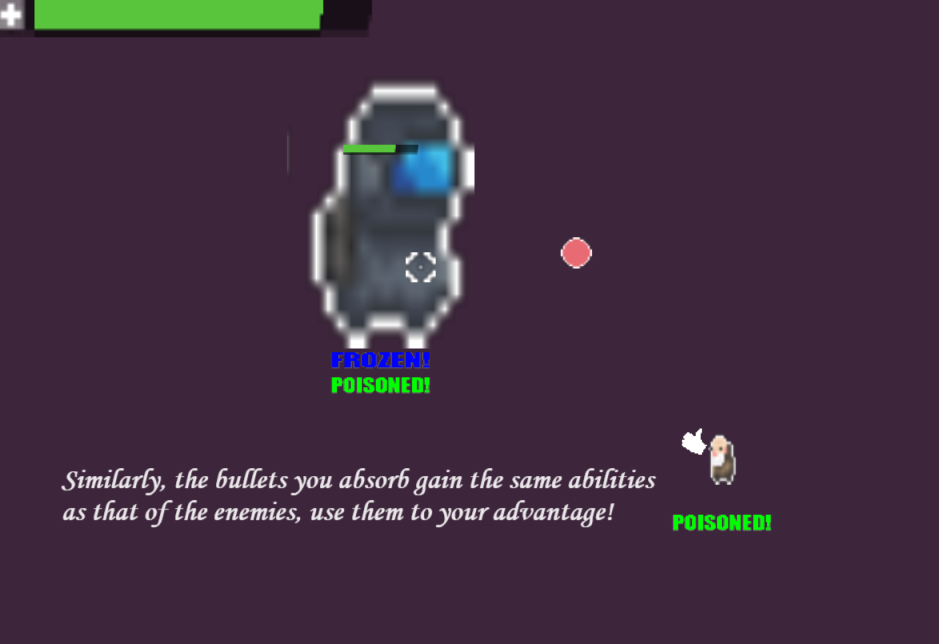 FROZEN!
POISONED!
Similarly, the bullets you absorb gain the same abilities
as that of the enemies, use them to your advantage!
POISONED!